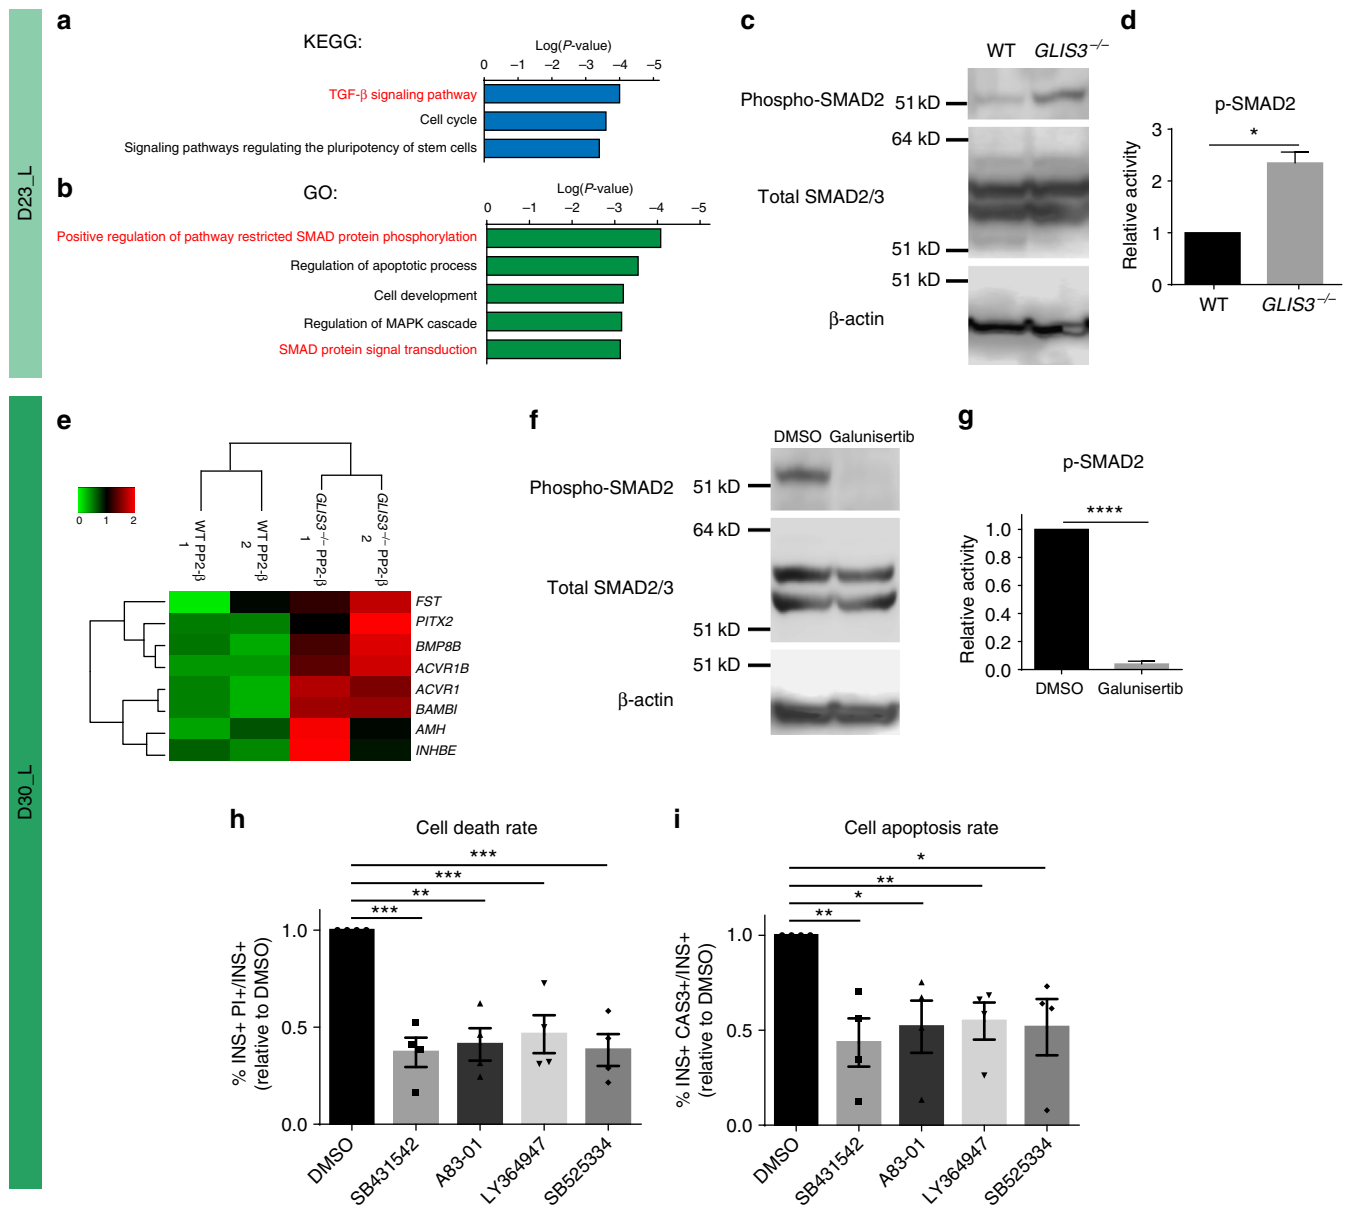 D23_L
a
KEGG:
Log(P-value)
0 –1 –2 –3 –4 –5
TGF-β signaling pathway
Cell cycle
Signaling pathways regulating the pluripotency of stem cells
b
GO:
Log(P-value)
0 –1 –2 –3 –4 –5
Positive regulation of pathway restricted SMAD protein phosphorylation
Regulation of apoptotic process
Cell development
Regulation of MAPK cascade
SMAD protein signal transduction
c
WT GLIS3–/–
Phospho-SMAD2 51 kD
64 kD
Total SMAD2/3
51 kD
51 kD
β-actin
d
p-SMAD2
Relative activity
3
2
1
0
*
WT GLIS3–/–
D30_L
e
0 1 2
WT PP2-β 1
WT PP2-β 2
GLIS3–/– PP2-β 1
GLIS3–/– PP2-β 2
FST
PITX2
BMP8B
ACVR1B
ACVR1
BAMBI
AMH
INHBE
f
DMSO Galunisertib
Phospho-SMAD2 51 kD
64 kD
Total SMAD2/3
51 kD
51 kD
β-actin
g
p-SMAD2
****
Relative activity
1.0
0.8
0.6
0.4
0.2
0.0
DMSO Galunisertib
h
Cell death rate
***
***
**
***
% INS+ PI+/INS+
(relative to DMSO)
1.0
0.5
0.0
DMSO
SB431542
A83-01
LY364947
SB525334
i
Cell apoptosis rate
*
**
*
**
% INS+ CAS3+/INS+
(relative to DMSO)
1.0
0.5
0.0
DMSO
SB431542
A83-01
LY364947
SB525334